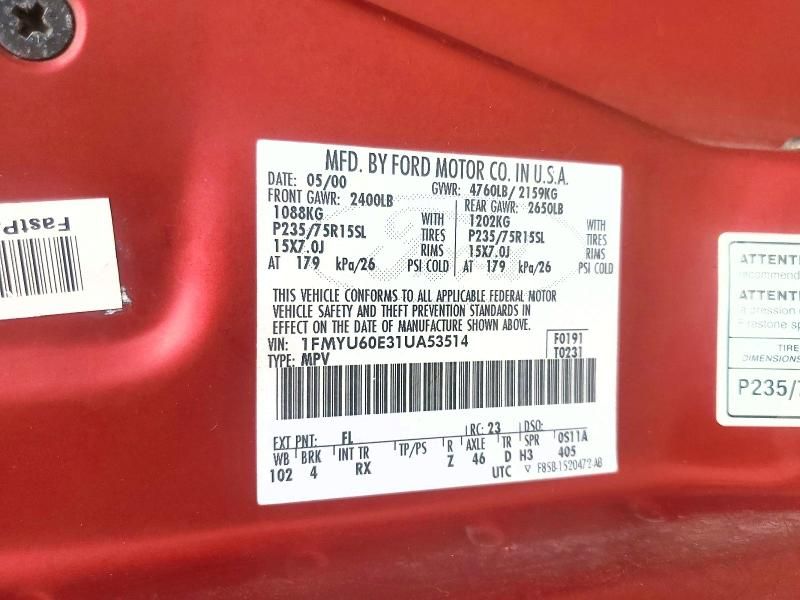 MFD. BY FORD MOTOR CO. IN U.S.A.
DATE: 05/00 GVWR: 4760LB/ 2159KG
FRONT GAWR: 2400LB REAR GAWR: 2650LB
1088KG WITH 1202KG WITH
P235/75R15SL TIRES P235/75R15SL TIRES
15X7.0J RIMS 15X7.0J RIMS
AT 179 kPa/26 PSI COLD AT 179 kPa/26 PSI COLD
THIS VEHICLE CONFORMS TO ALL APPLICABLE FEDERAL MOTOR
VEHICLE SAFETY AND THEFT PREVENTION STANDARDS IN
EFFECT ON THE DATE OF MANUFACTURE SHOWN ABOVE.
VIN: 1FMYU60E31UA53514 F0191
TYPE: MPV T0231
EXT PNT: FL RC: 23 DSO:
WB BRK INT TR TP/PS R AXLE TR SPR 0S11A
102 4 RX Z 46 D H3 405
UTC ▽ F85B-1520472-AB
FastP
ATTENTI
recommend
ATTENTI
a pression
Firestone
TIRE
DIMENSIONS
P235/7